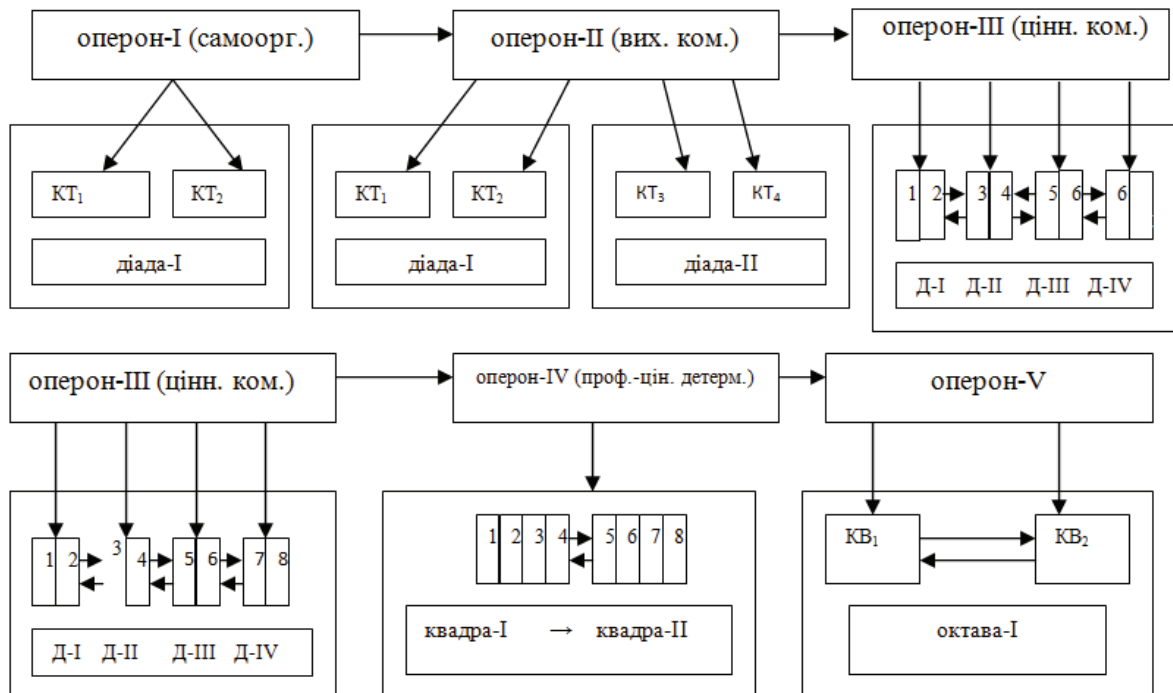 оперон-I (самоорг.)
оперон-II (вих. ком.)
оперон-III (цінн. ком.)
КТ₁ КТ₂
діада-I
КТ₁ КТ₂
діада-I
КТ₃ КТ₄
діада-II
1 2 3 4 5 6 6
Д-I Д-II Д-III Д-IV
оперон-III (цінн. ком.)
оперон-IV (проф.-цін. детерм.)
оперон-V
1 2 3 4 5 6 7 8
Д-I Д-II Д-III Д-IV
1 2 3 4 5 6 7 8
квадра-I → квадра-II
КВ₁ КВ₂
октава-I